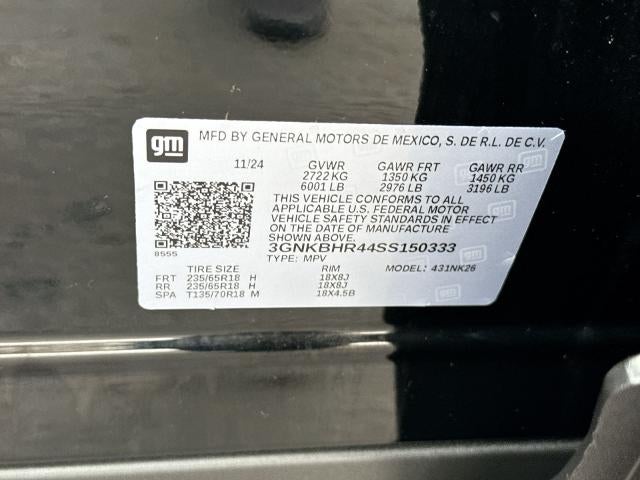 gm MFD BY GENERAL MOTORS DE MEXICO, S. DE R.L. DE C.V.
11/24 GVWR GAWR FRT GAWR RR
2722 KG 1350 KG 1450 KG
6001 LB 2976 LB 3196 LB
THIS VEHICLE CONFORMS TO ALL
APPLICABLE U.S. FEDERAL MOTOR
VEHICLE SAFETY STANDARDS IN EFFECT
ON THE DATE OF MANUFACTURE
SHOWN ABOVE.
3GNKBHR44SS150333
8555 TYPE: MPV MODEL: 431NK26
TIRE SIZE RIM
FRT 235/65R18 H 18X8J
RR 235/65R18 H 18X8J
SPA T135/70R18 M 18X4.5B